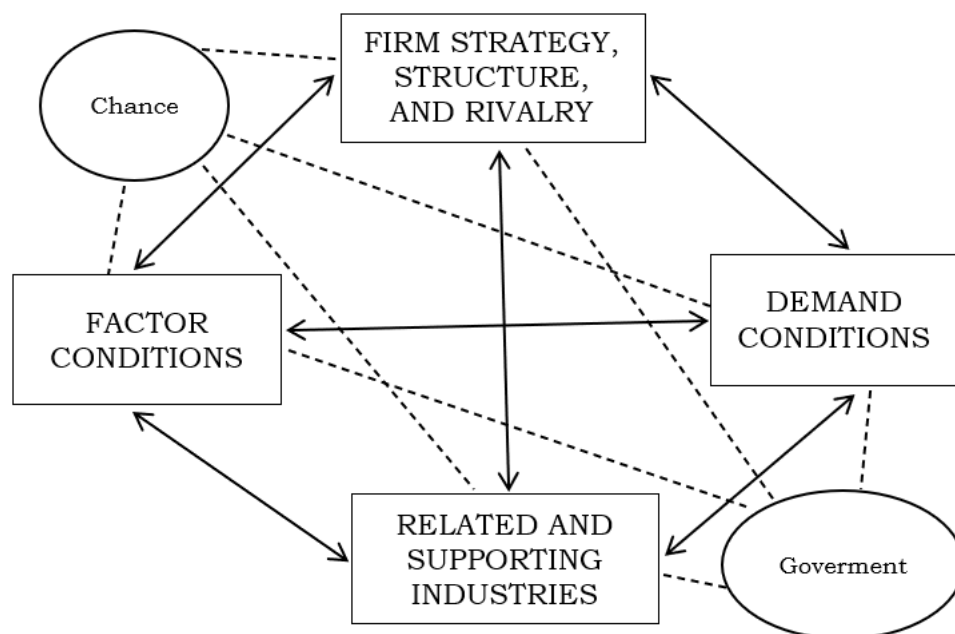 FIRM STRATEGY,
STRUCTURE,
AND RIVALRY
Chance
FACTOR
CONDITIONS
DEMAND
CONDITIONS
RELATED AND
SUPPORTING
INDUSTRIES
Goverment